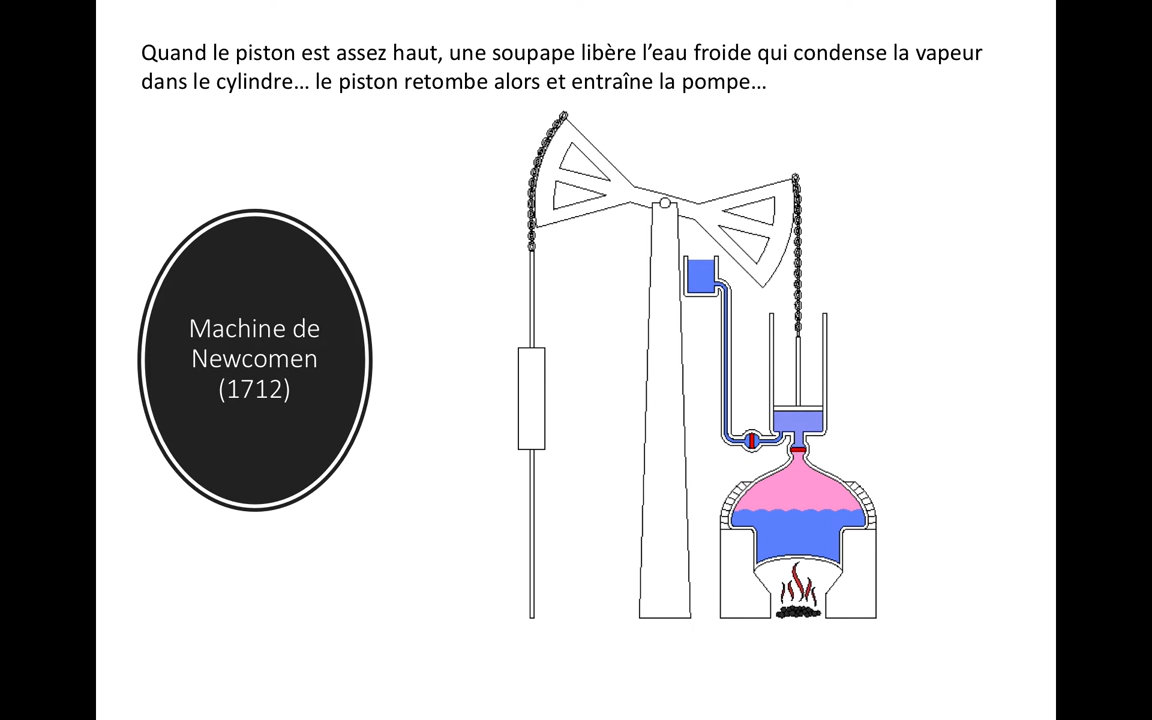 Quand le piston est assez haut, une soupape libère l’eau froide qui condense la vapeur
dans le cylindre… le piston retombe alors et entraîne la pompe…
Machine de
Newcomen
(1712)